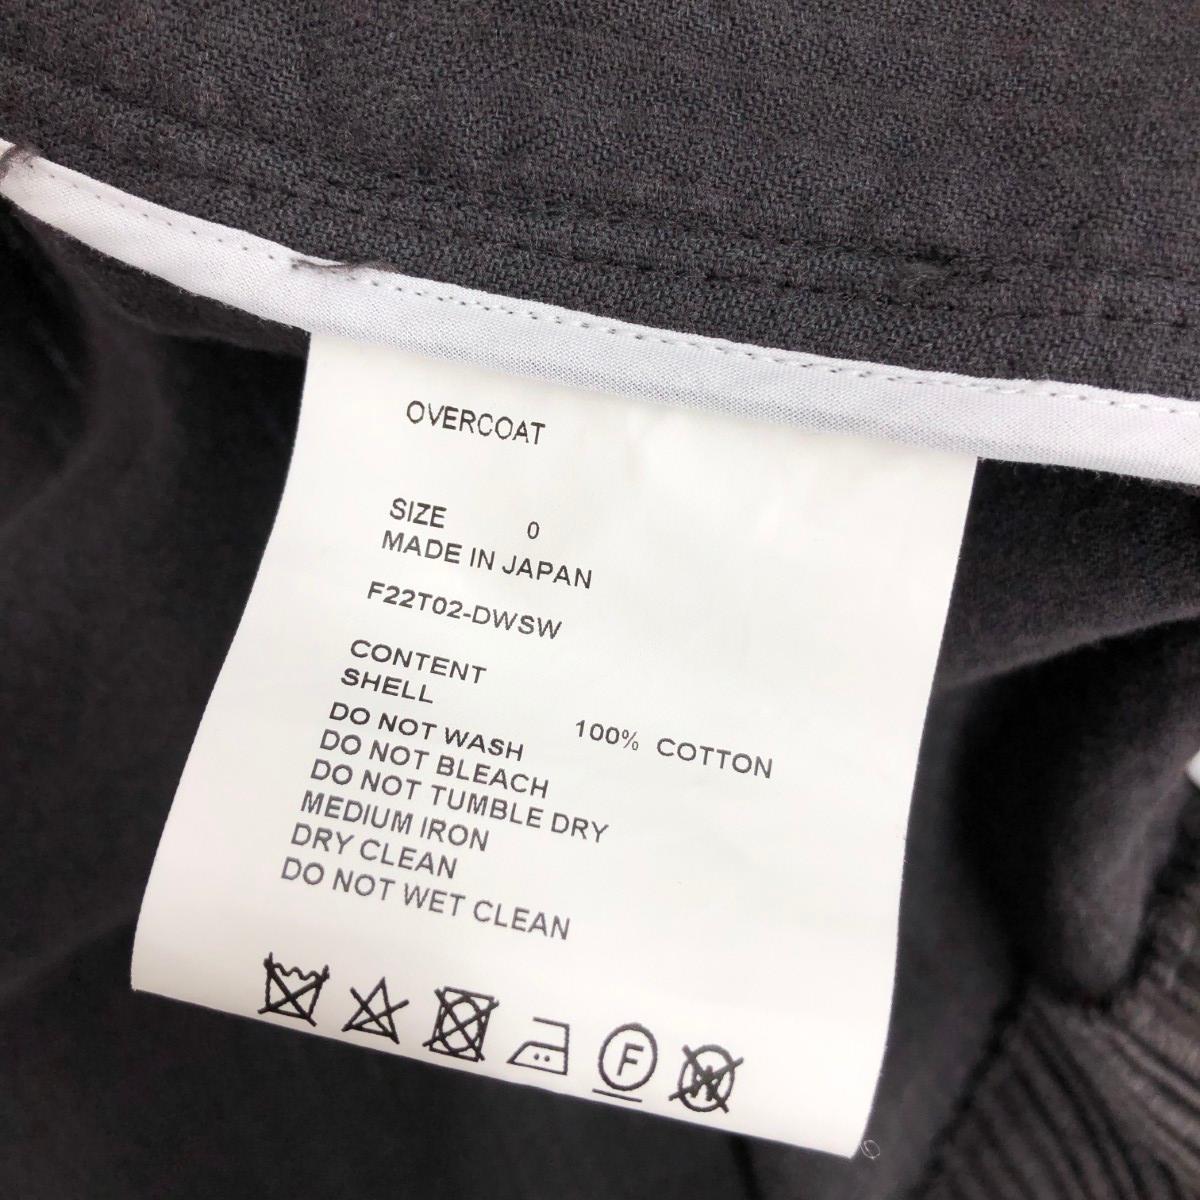 OVERCOAT
SIZE 0
MADE IN JAPAN
F22T02-DWSW
CONTENT
SHELL 100% COTTON
DO NOT WASH
DO NOT BLEACH
DO NOT TUMBLE DRY
MEDIUM IRON
DRY CLEAN
DO NOT WET CLEAN
F W